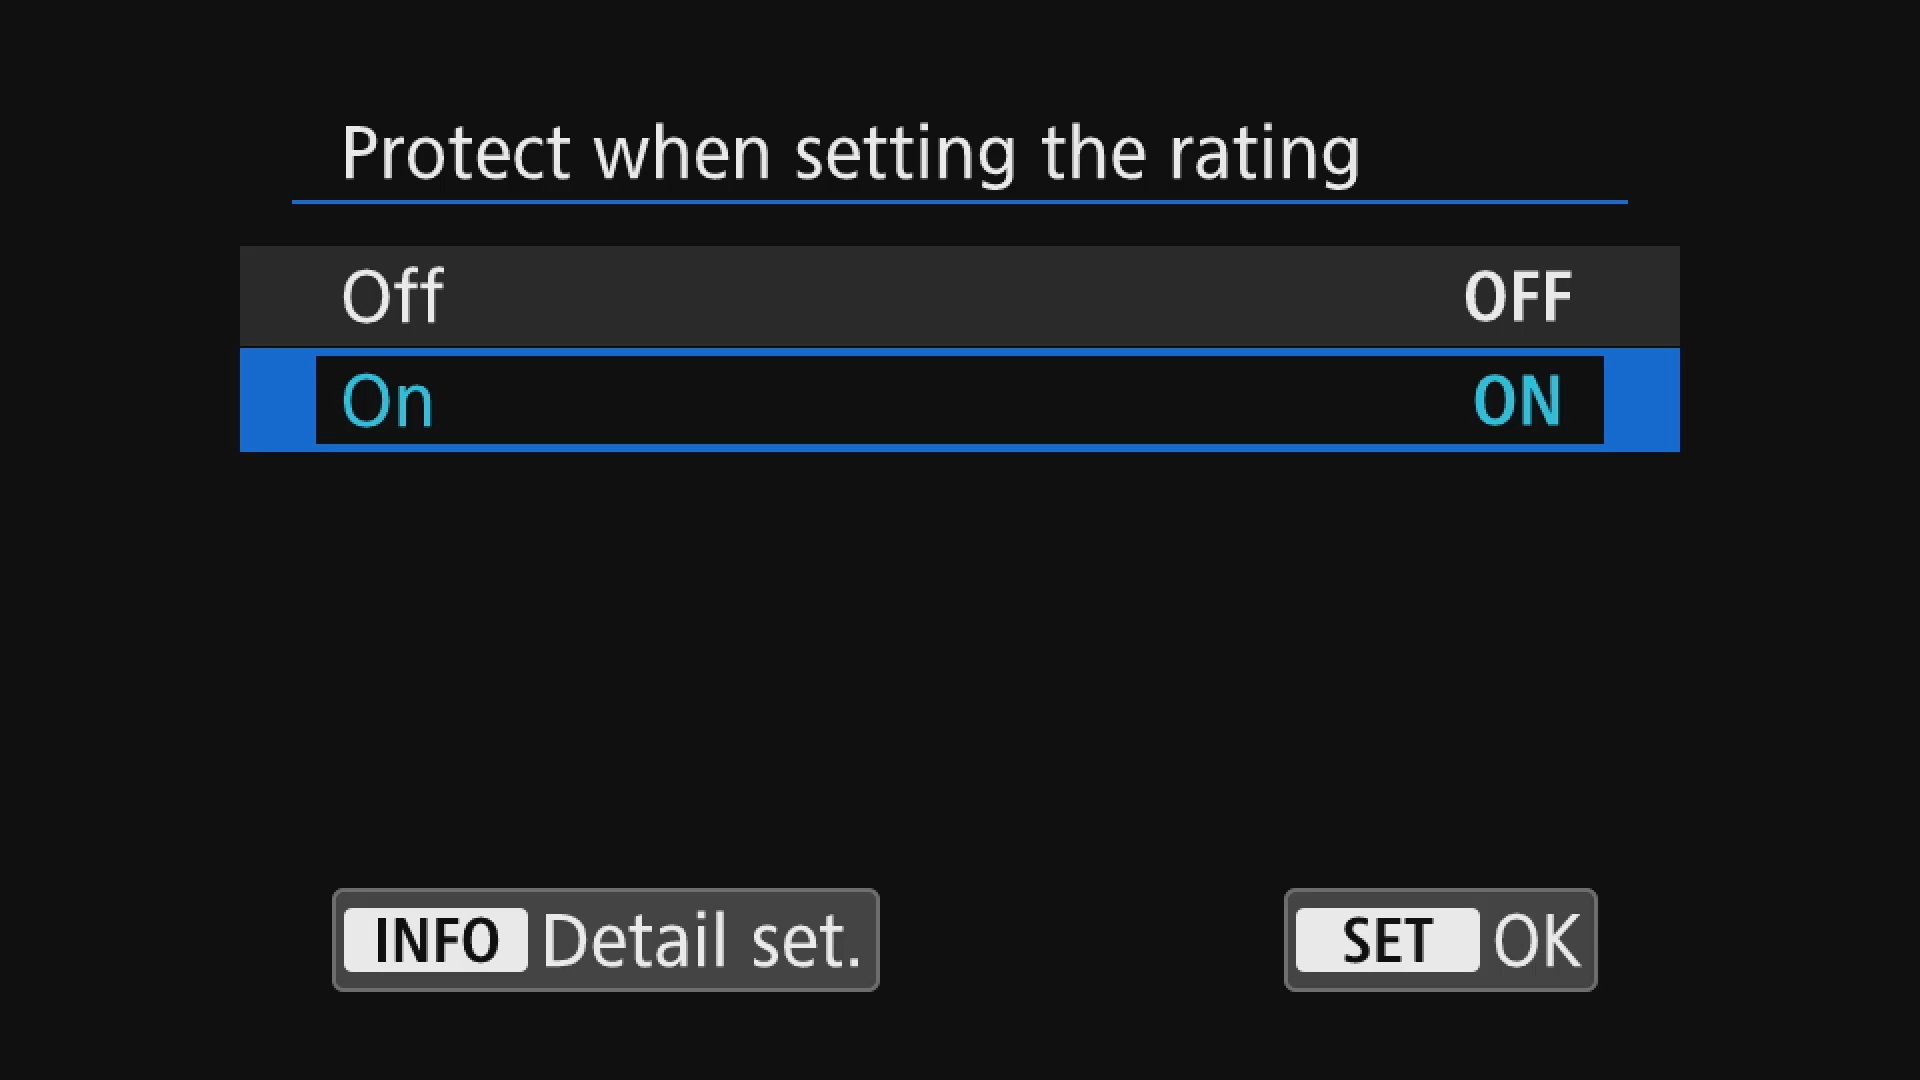 Protect when setting the rating
Off OFF
On ON
INFO Detail set. SET OK